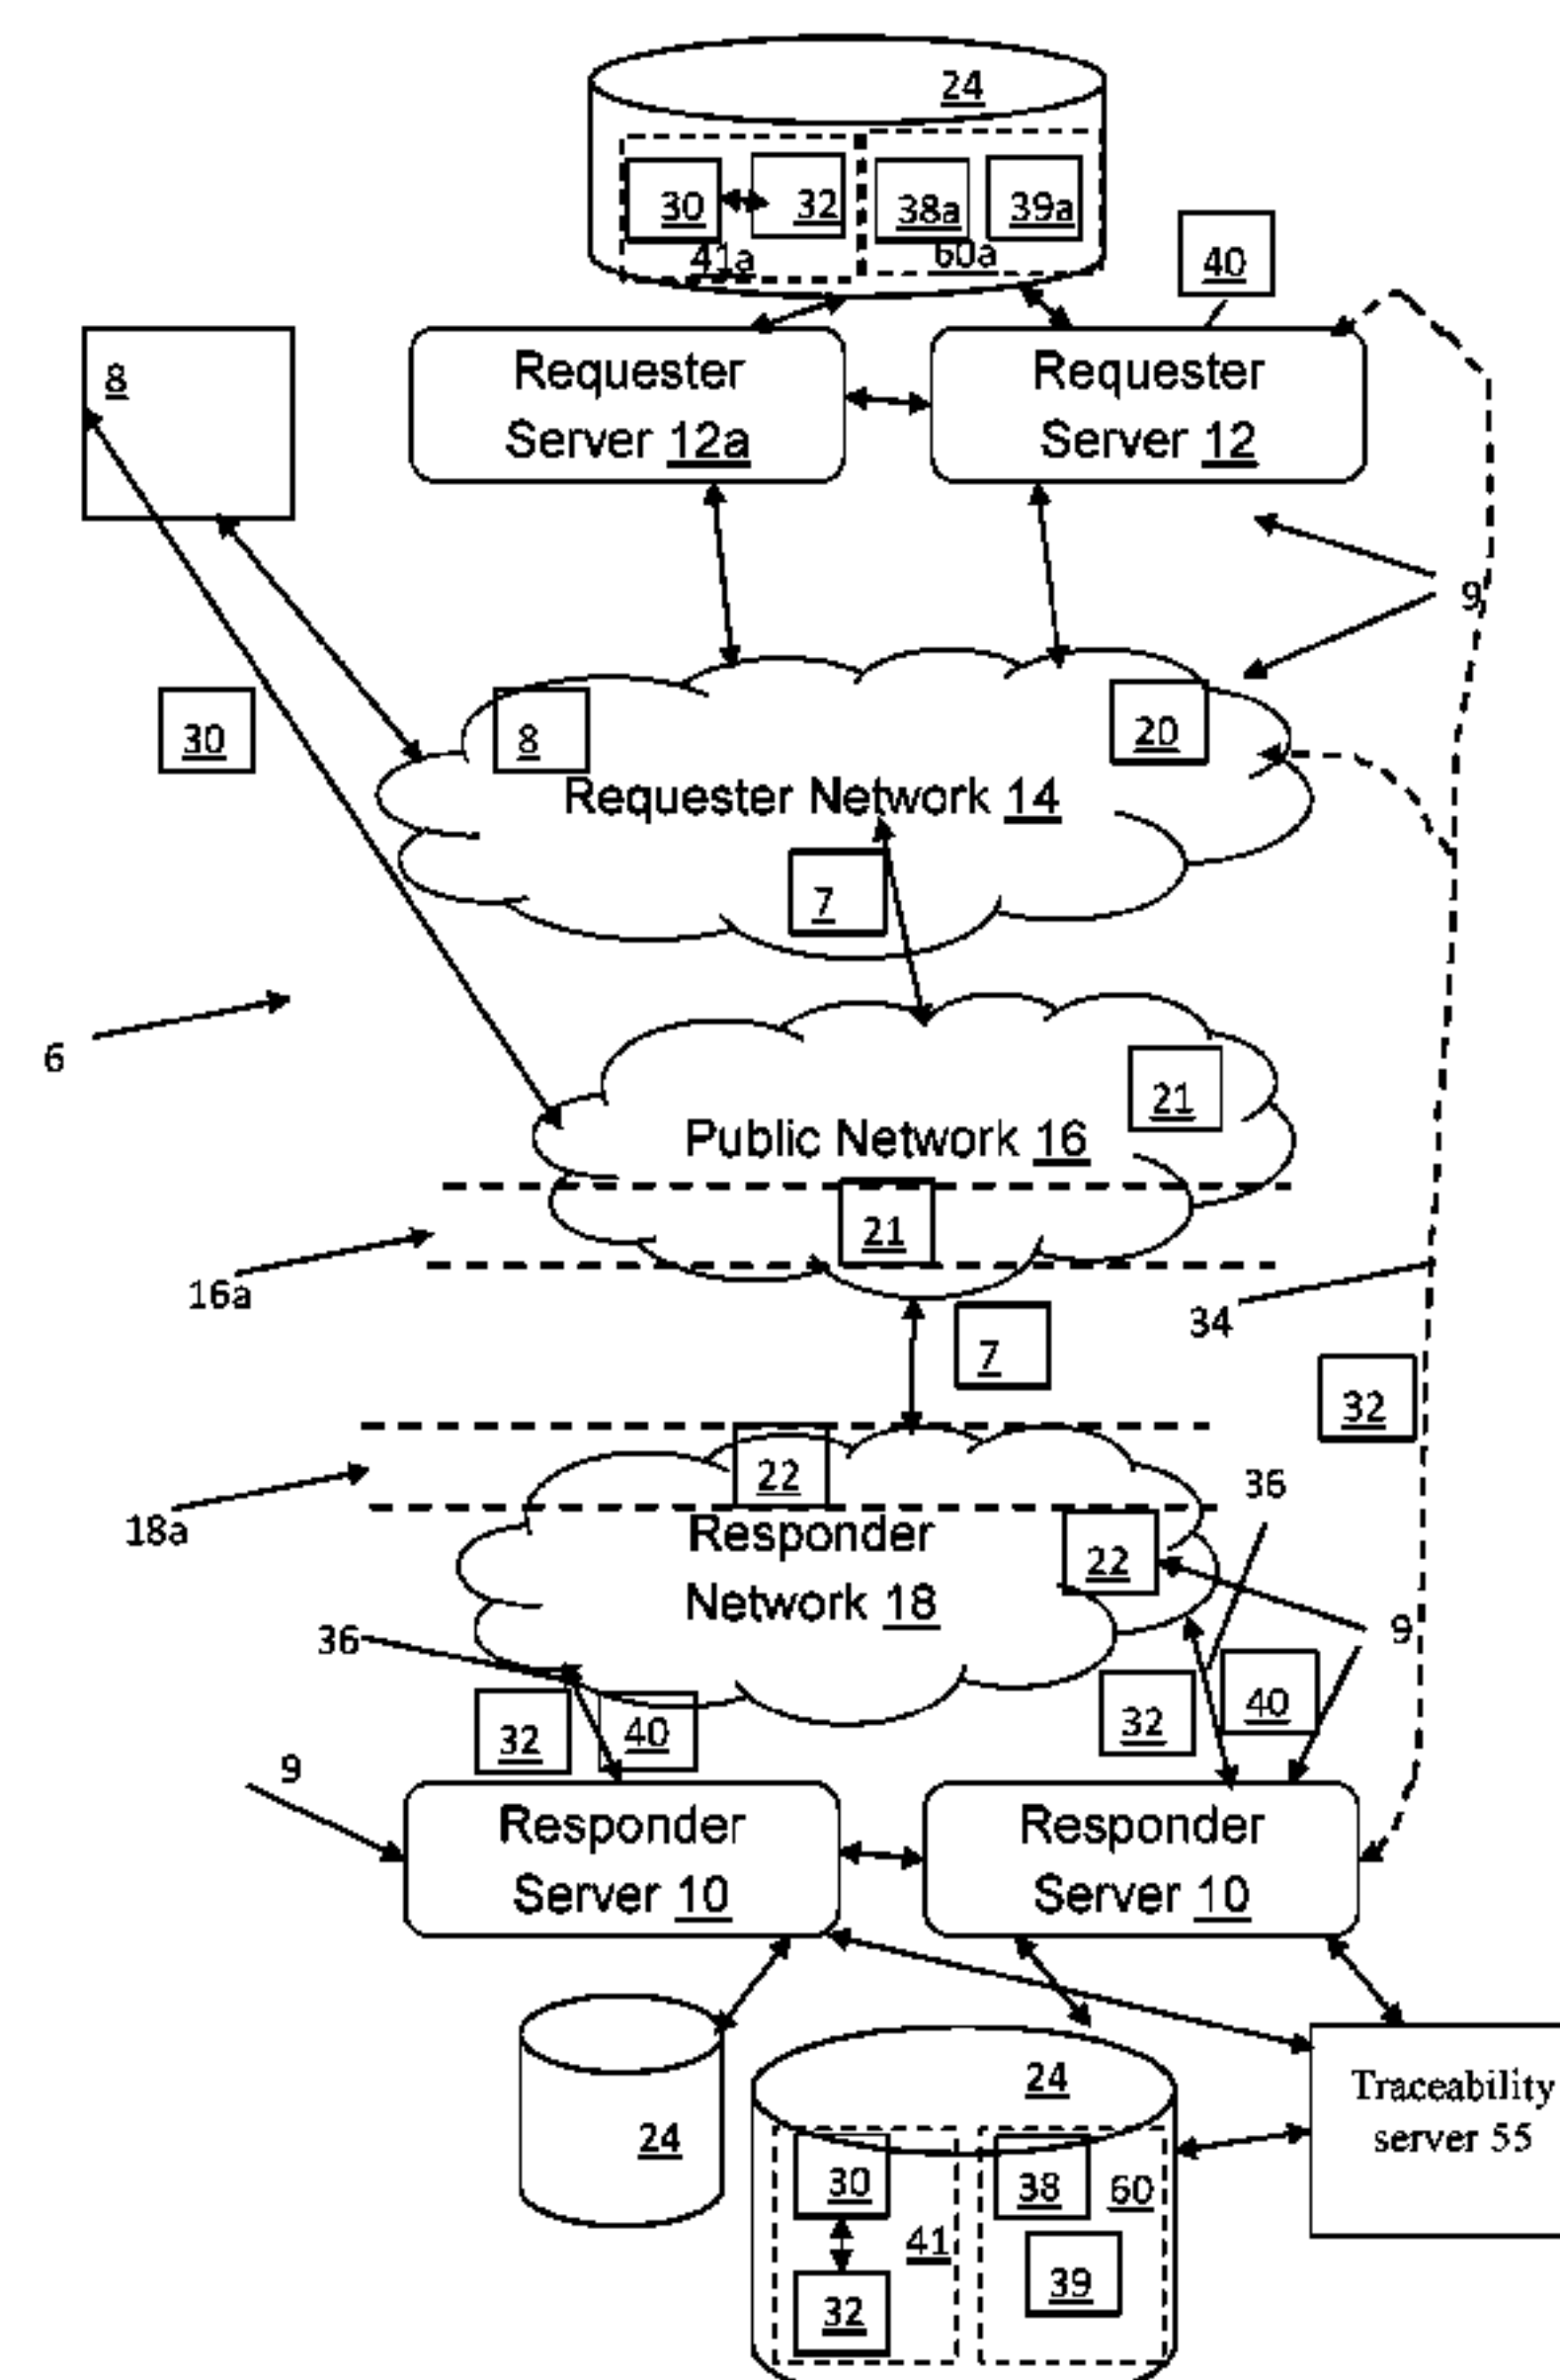 24
30
32
38a
39a
41a
60a
40
8
Requester
Server 12a
Requester
Server 12
9
30
8
20
Requester Network 14
7
6
21
Public Network 16
21
16a
34
7
32
22
36
18a
Responder
Network 18
22
36
9
32
40
32
40
9
Responder
Server 10
Responder
Server 10
24
24
Traceability
server 55
30
38
60
41
39
32